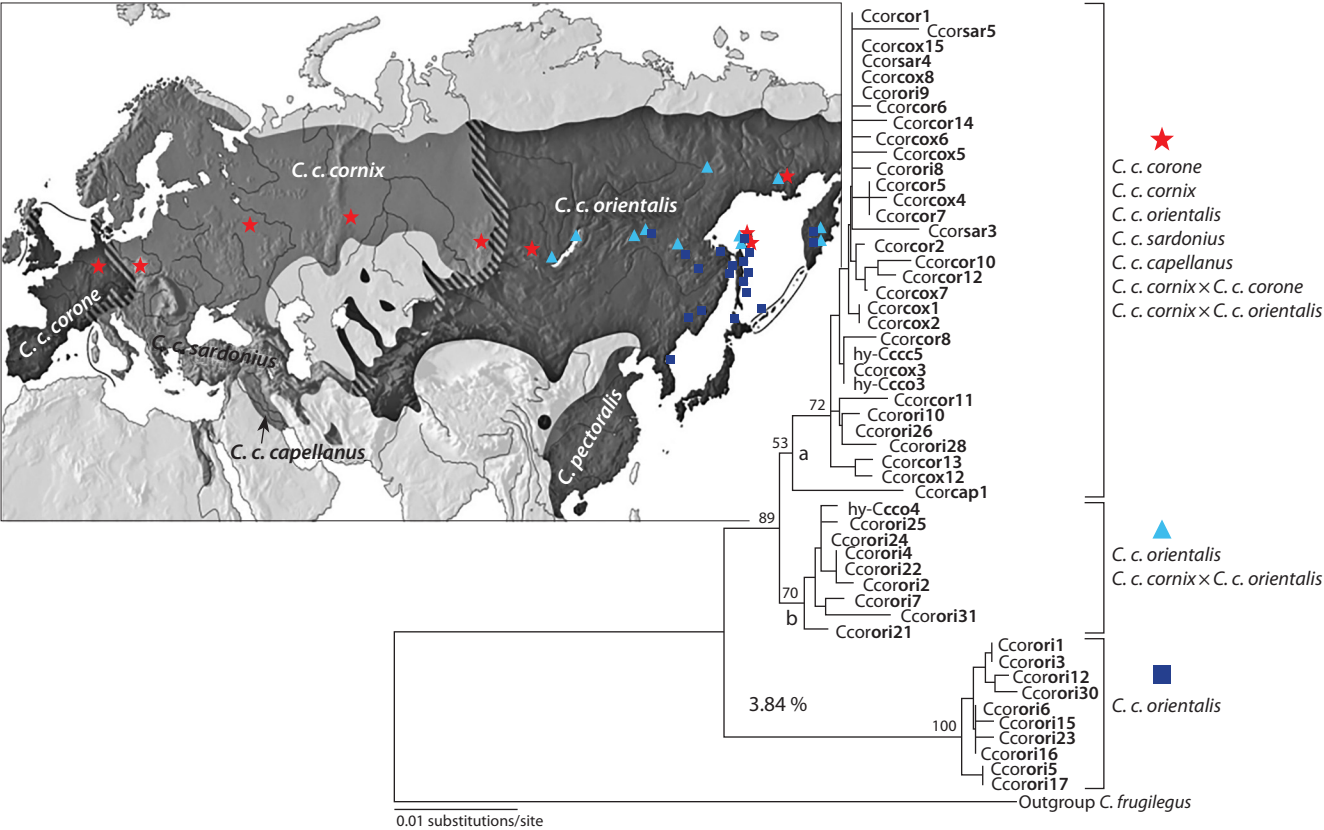 C. c. cornix
C. c. orientalis
C. c. corone
C. c. sardonius
C. c. capellanus
C. pectoralis
Ccorcor1
Ccorsar5
Ccorcox15
Ccorsar4
Ccorcox8
Ccorori9
Ccorcor6
Ccorcor14
Ccorcox6
Ccorcox5
Ccorori8
Ccorcor5
Ccorcox4
Ccorcor7
Ccorsar3
Ccorcor2
Ccorcor10
Ccorcor12
Ccorcox7
Ccorcox1
Ccorcox2
Ccorcor8
hy-Cccc5
Ccorcox3
hy-Ccco3
Ccorcor11
72
Ccorori10
Ccorori26
Ccorori28
53
a
Ccorcor13
Ccorcox12
Ccorcap1
C. c. corone
C. c. cornix
C. c. orientalis
C. c. sardonius
C. c. capellanus
C. c. cornix × C. c. corone
C. c. cornix × C. c. orientalis
89
hy-Ccco4
Ccorori25
Ccorori24
Ccorori4
Ccorori22
Ccorori2
70
Ccorori7
b
Ccorori31
Ccorori21
C. c. orientalis
C. c. cornix × C. c. orientalis
Ccorori1
Ccorori3
Ccorori12
Ccorori30
3.84 %
Ccorori6
Ccorori15
100
Ccorori23
Ccorori16
Ccorori5
Ccorori17
C. c. orientalis
Outgroup C. frugilegus
0.01 substitutions/site